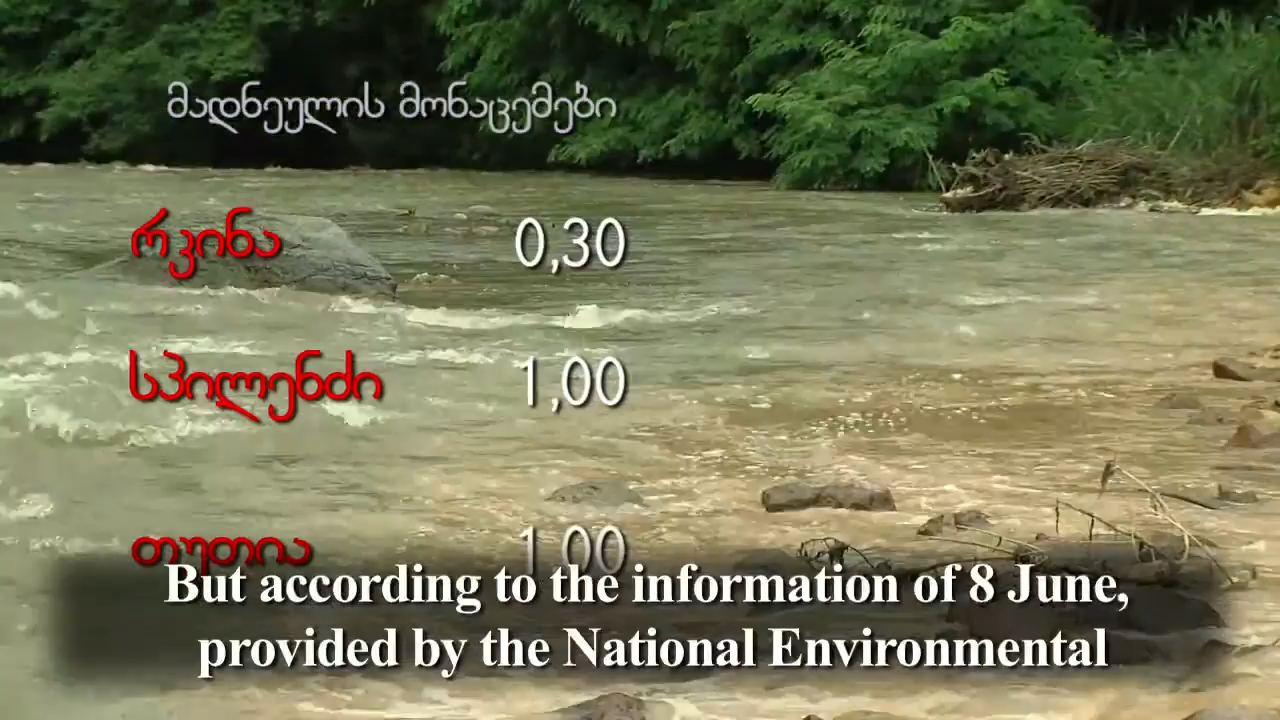 მადნეულის მონაცემები
რკინა 0,30
სპილენძი 1,00
თუთია 1,00
But according to the information of 8 June,
provided by the National Environmental